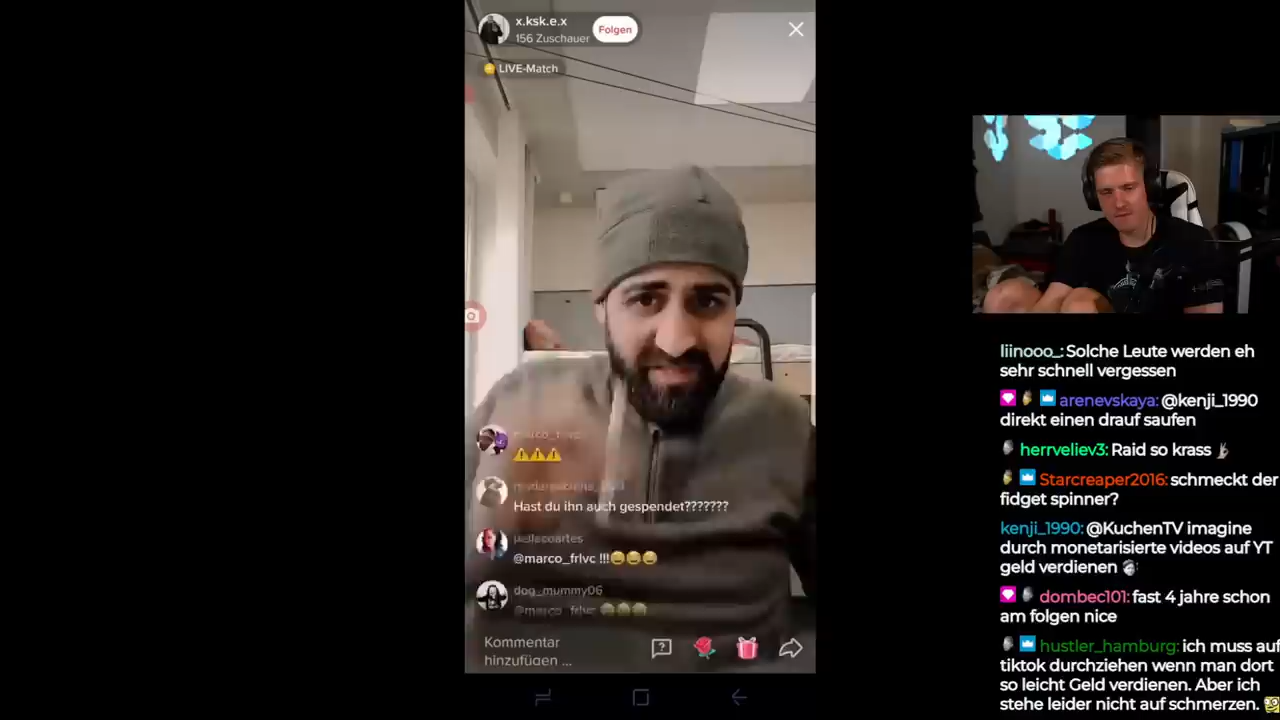 x.ksk.e.x
156 Zuschauer
Folgen
LIVE-Match
Hast du ihn auch gespendet???????
@marco_frlvc !!!😂😂😂
dog_mummy06
@marco_frlvc 😂😂😂
Kommentar
hinzufügen ...
liinooo_: Solche Leute werden eh
sehr schnell vergessen
arenevskaya: @kenji_1990
direkt einen drauf saufen
herrveliev3: Raid so krass
Starcreaper2016: schmeckt der
fidget spinner?
kenji_1990: @KuchenTV imagine
durch monetarisierte videos auf YT
geld verdienen
dombec101: fast 4 jahre schon
am folgen nice
hustler_hamburg: ich muss auf
tiktok durchziehen wenn man dort
so leicht Geld verdienen. Aber ich
stehe leider nicht auf schmerzen.